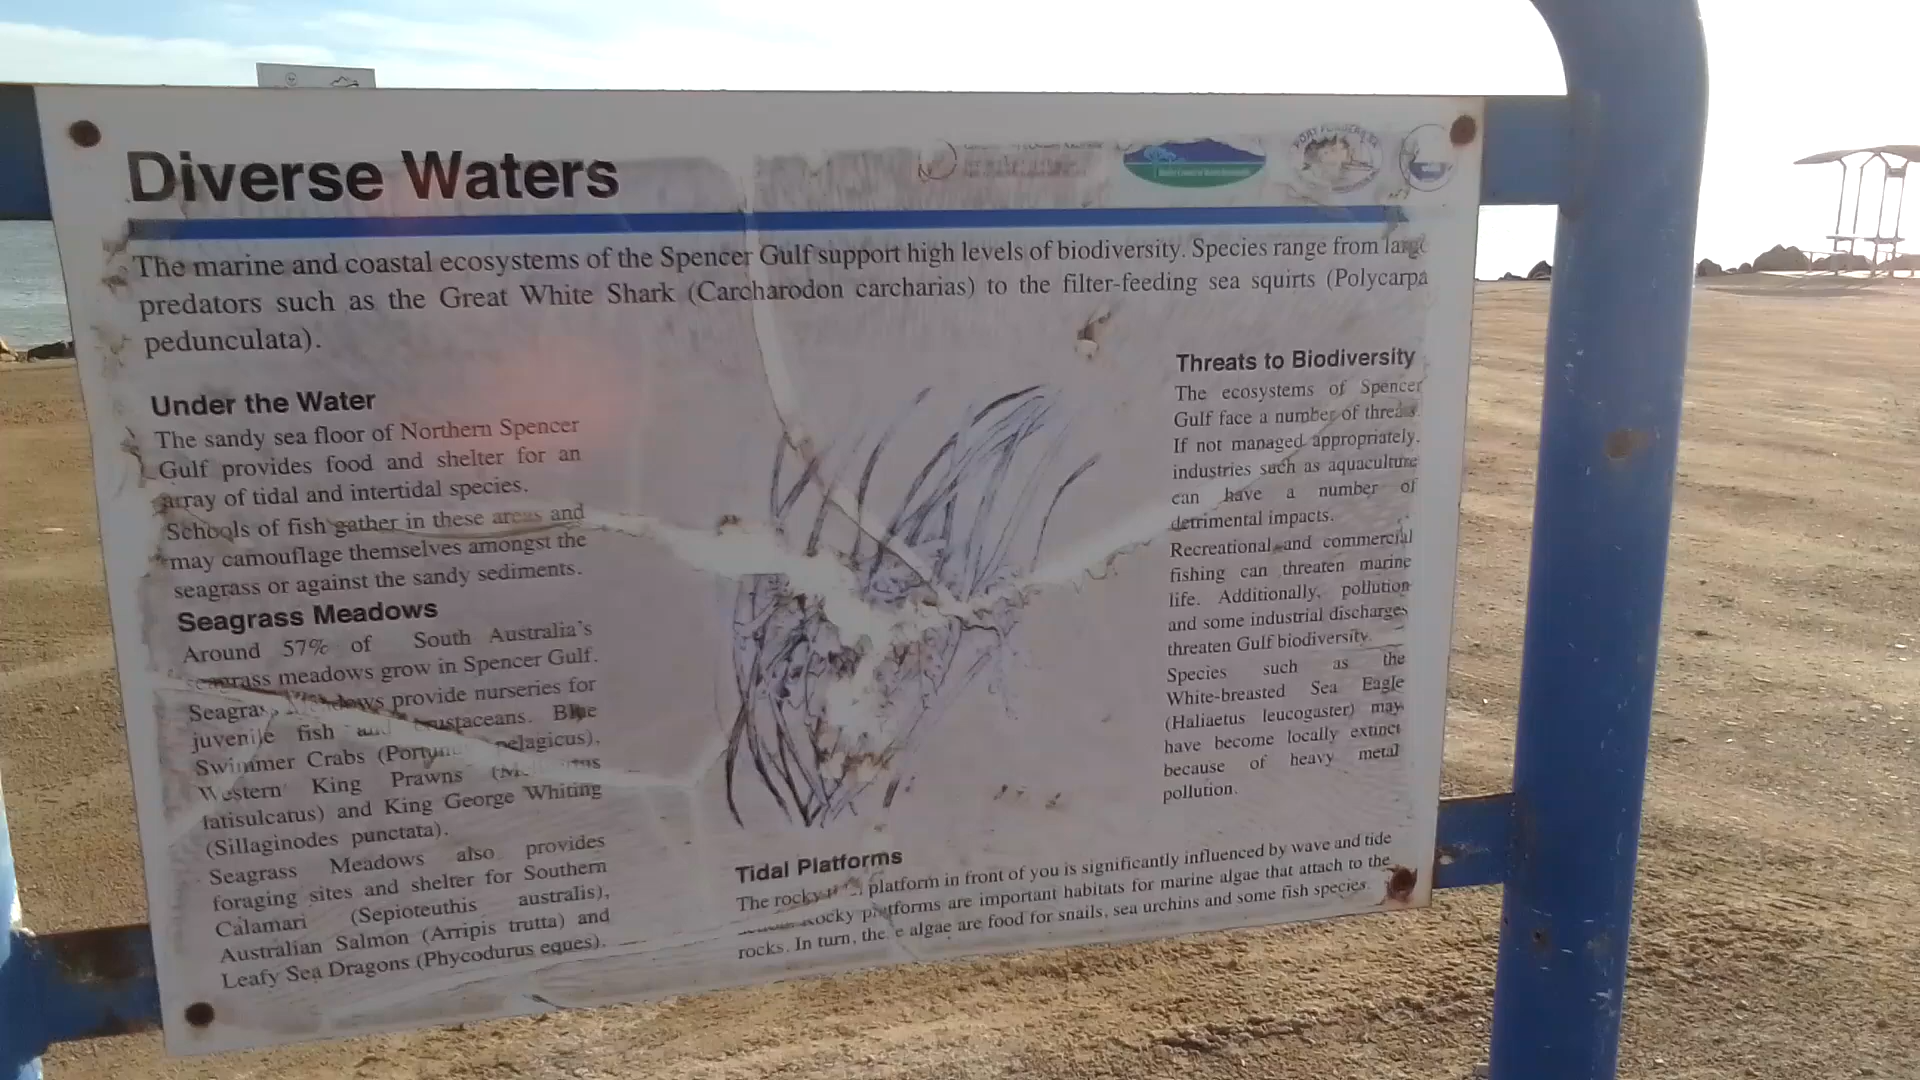 Diverse Waters
The marine and coastal ecosystems of the Spencer Gulf support high levels of biodiversity. Species range from large
predators such as the Great White Shark (Carcharodon carcharias) to the filter-feeding sea squirts (Polycarpa
pedunculata).
Under the Water
The sandy sea floor of Northern Spencer
Gulf provides food and shelter for an
array of tidal and intertidal species.
Schools of fish gather in these areas and
may camouflage themselves amongst the
seagrass or against the sandy sediments.
Seagrass Meadows
Around 57% of South Australia's
seagrass meadows grow in Spencer Gulf.
Seagrass Meadows provide nurseries for
juvenile fish and crustaceans. Blue
Swimmer Crabs (Portunus pelagicus),
Western King Prawns
latisulcatus) and King George Whiting
(Sillaginodes punctata).
Seagrass Meadows also provides
foraging sites and shelter for Southern
Calamari (Sepioteuthis australis),
Australian Salmon (Arripis trutta) and
Leafy Sea Dragons (Phycodurus eques).
Threats to Biodiversity
The ecosystems of Spencer
Gulf face a number of threats.
If not managed appropriately,
industries such as aquaculture
can have a number of
detrimental impacts.
Recreational and commercial
fishing can threaten marine
life. Additionally, pollution
and some industrial discharges
threaten Gulf biodiversity.
Species such as the
White-breasted Sea Eagle
(Haliaetus leucogaster) may
have become locally extinct
because of heavy metal
pollution.
Tidal Platforms
The rocky platform in front of you is significantly influenced by wave and tide
Rocky platforms are important habitats for marine algae that attach to the
rocks. In turn, these algae are food for snails, sea urchins and some fish species.